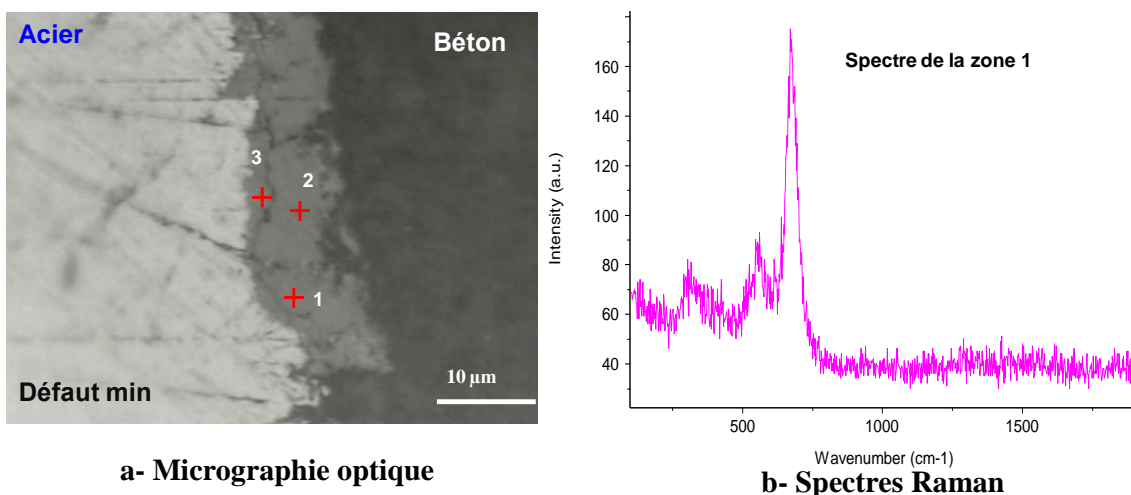 Acier
Béton
3
2
1
Défaut min
10 µm
a- Micrographie optique
Spectre de la zone 1
Intensity (a.u.)
160
140
120
100
80
60
40
500
1000
1500
Wavenumber (cm-1)
b- Spectres Raman